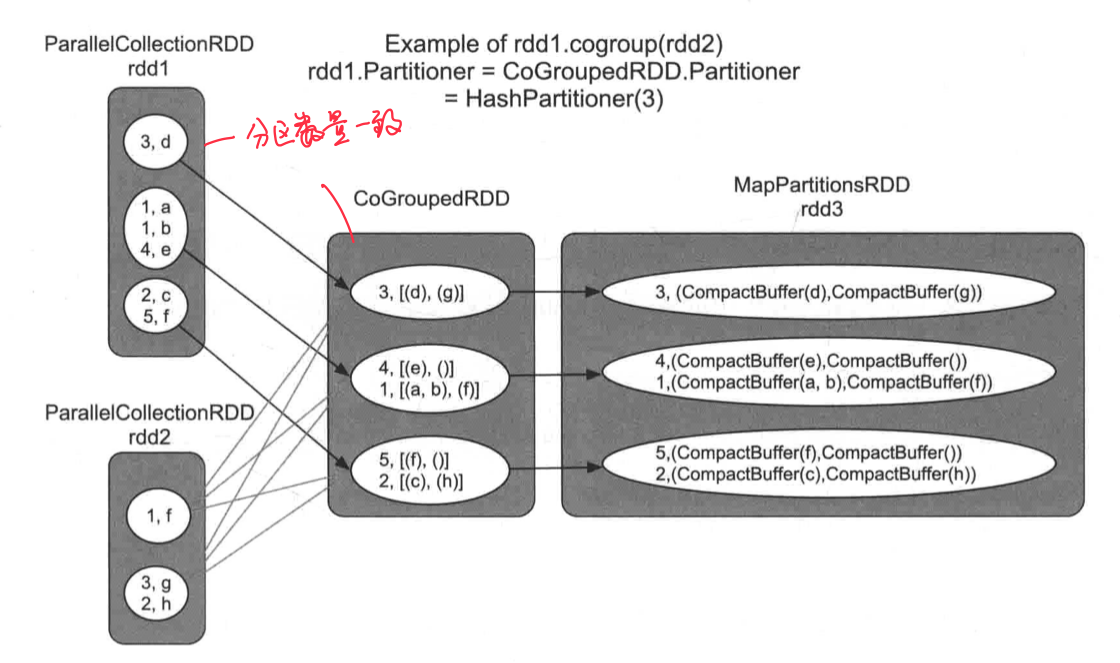 ParallelCollectionRDD
rdd1
Example of rdd1.cogroup(rdd2)
rdd1.Partitioner = CoGroupedRDD.Partitioner
= HashPartitioner(3)
分区数量一致
3, d
1, a
1, b
4, e
2, c
5, f
CoGroupedRDD
3, [(d), (g)]
4, [(e), ()]
1, [(a, b), (f)]
5, [(f), ()]
2, [(c), (h)]
MapPartitionsRDD
rdd3
3, (CompactBuffer(d),CompactBuffer(g))
4,(CompactBuffer(e),CompactBuffer())
1,(CompactBuffer(a, b),CompactBuffer(f))
5,(CompactBuffer(f),CompactBuffer())
2,(CompactBuffer(c),CompactBuffer(h))
ParallelCollectionRDD
rdd2
1, f
3, g
2, h